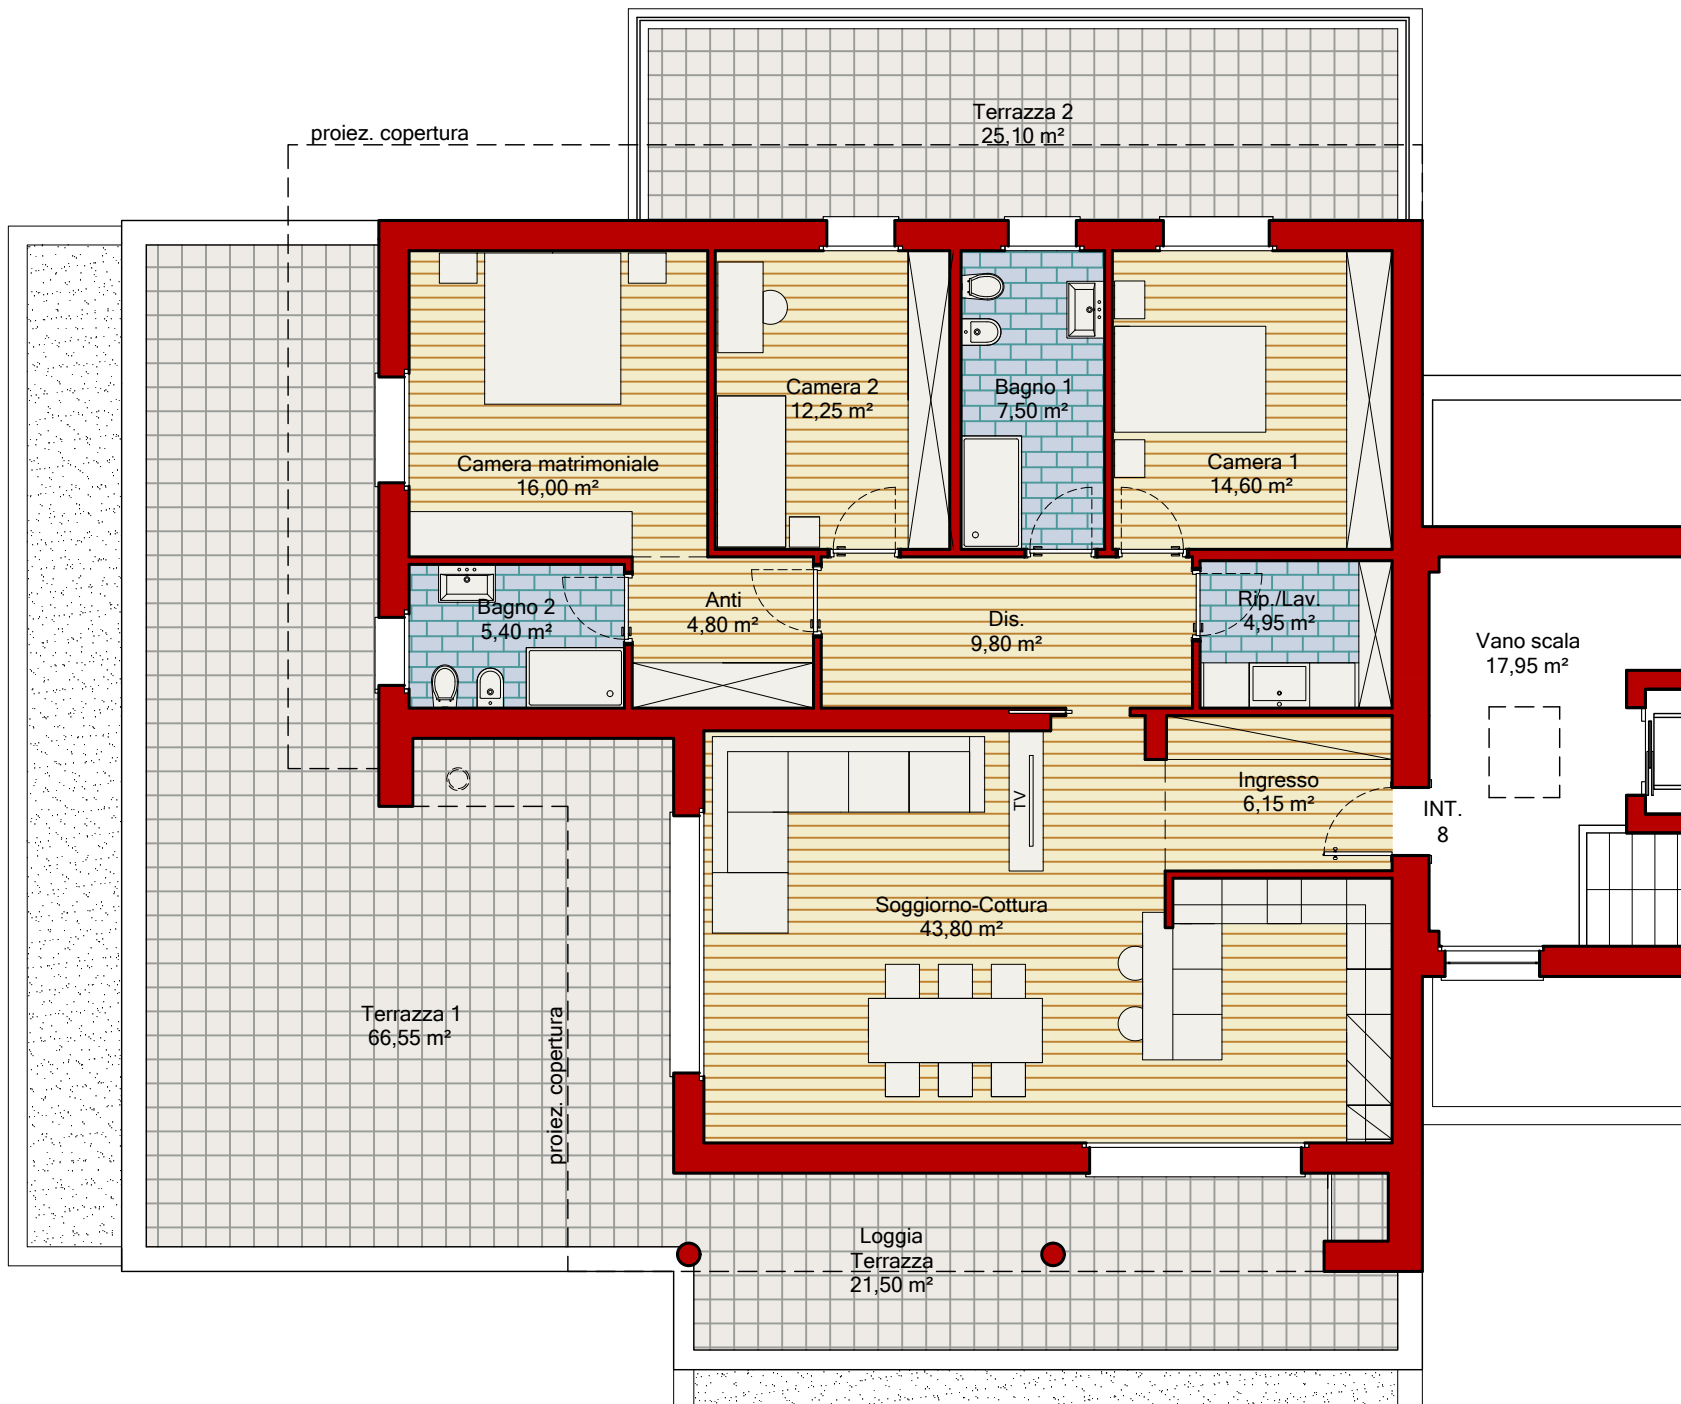 Terrazza 2
25,10 m²
proiez. copertura
Camera 2
12,25 m²
Bagno 1
7,50 m²
Camera matrimoniale
16,00 m²
Camera 1
14,60 m²
Bagno 2
5,40 m²
Anti
4,80 m²
Dis.
9,80 m²
Rip./Lav.
4,95 m²
Vano scala
17,95 m²
Ingresso
6,15 m²
TV
INT.
8
Soggiorno-Cottura
43,80 m²
Terrazza 1
66,55 m²
proiez. copertura
Loggia
Terrazza
21,50 m²